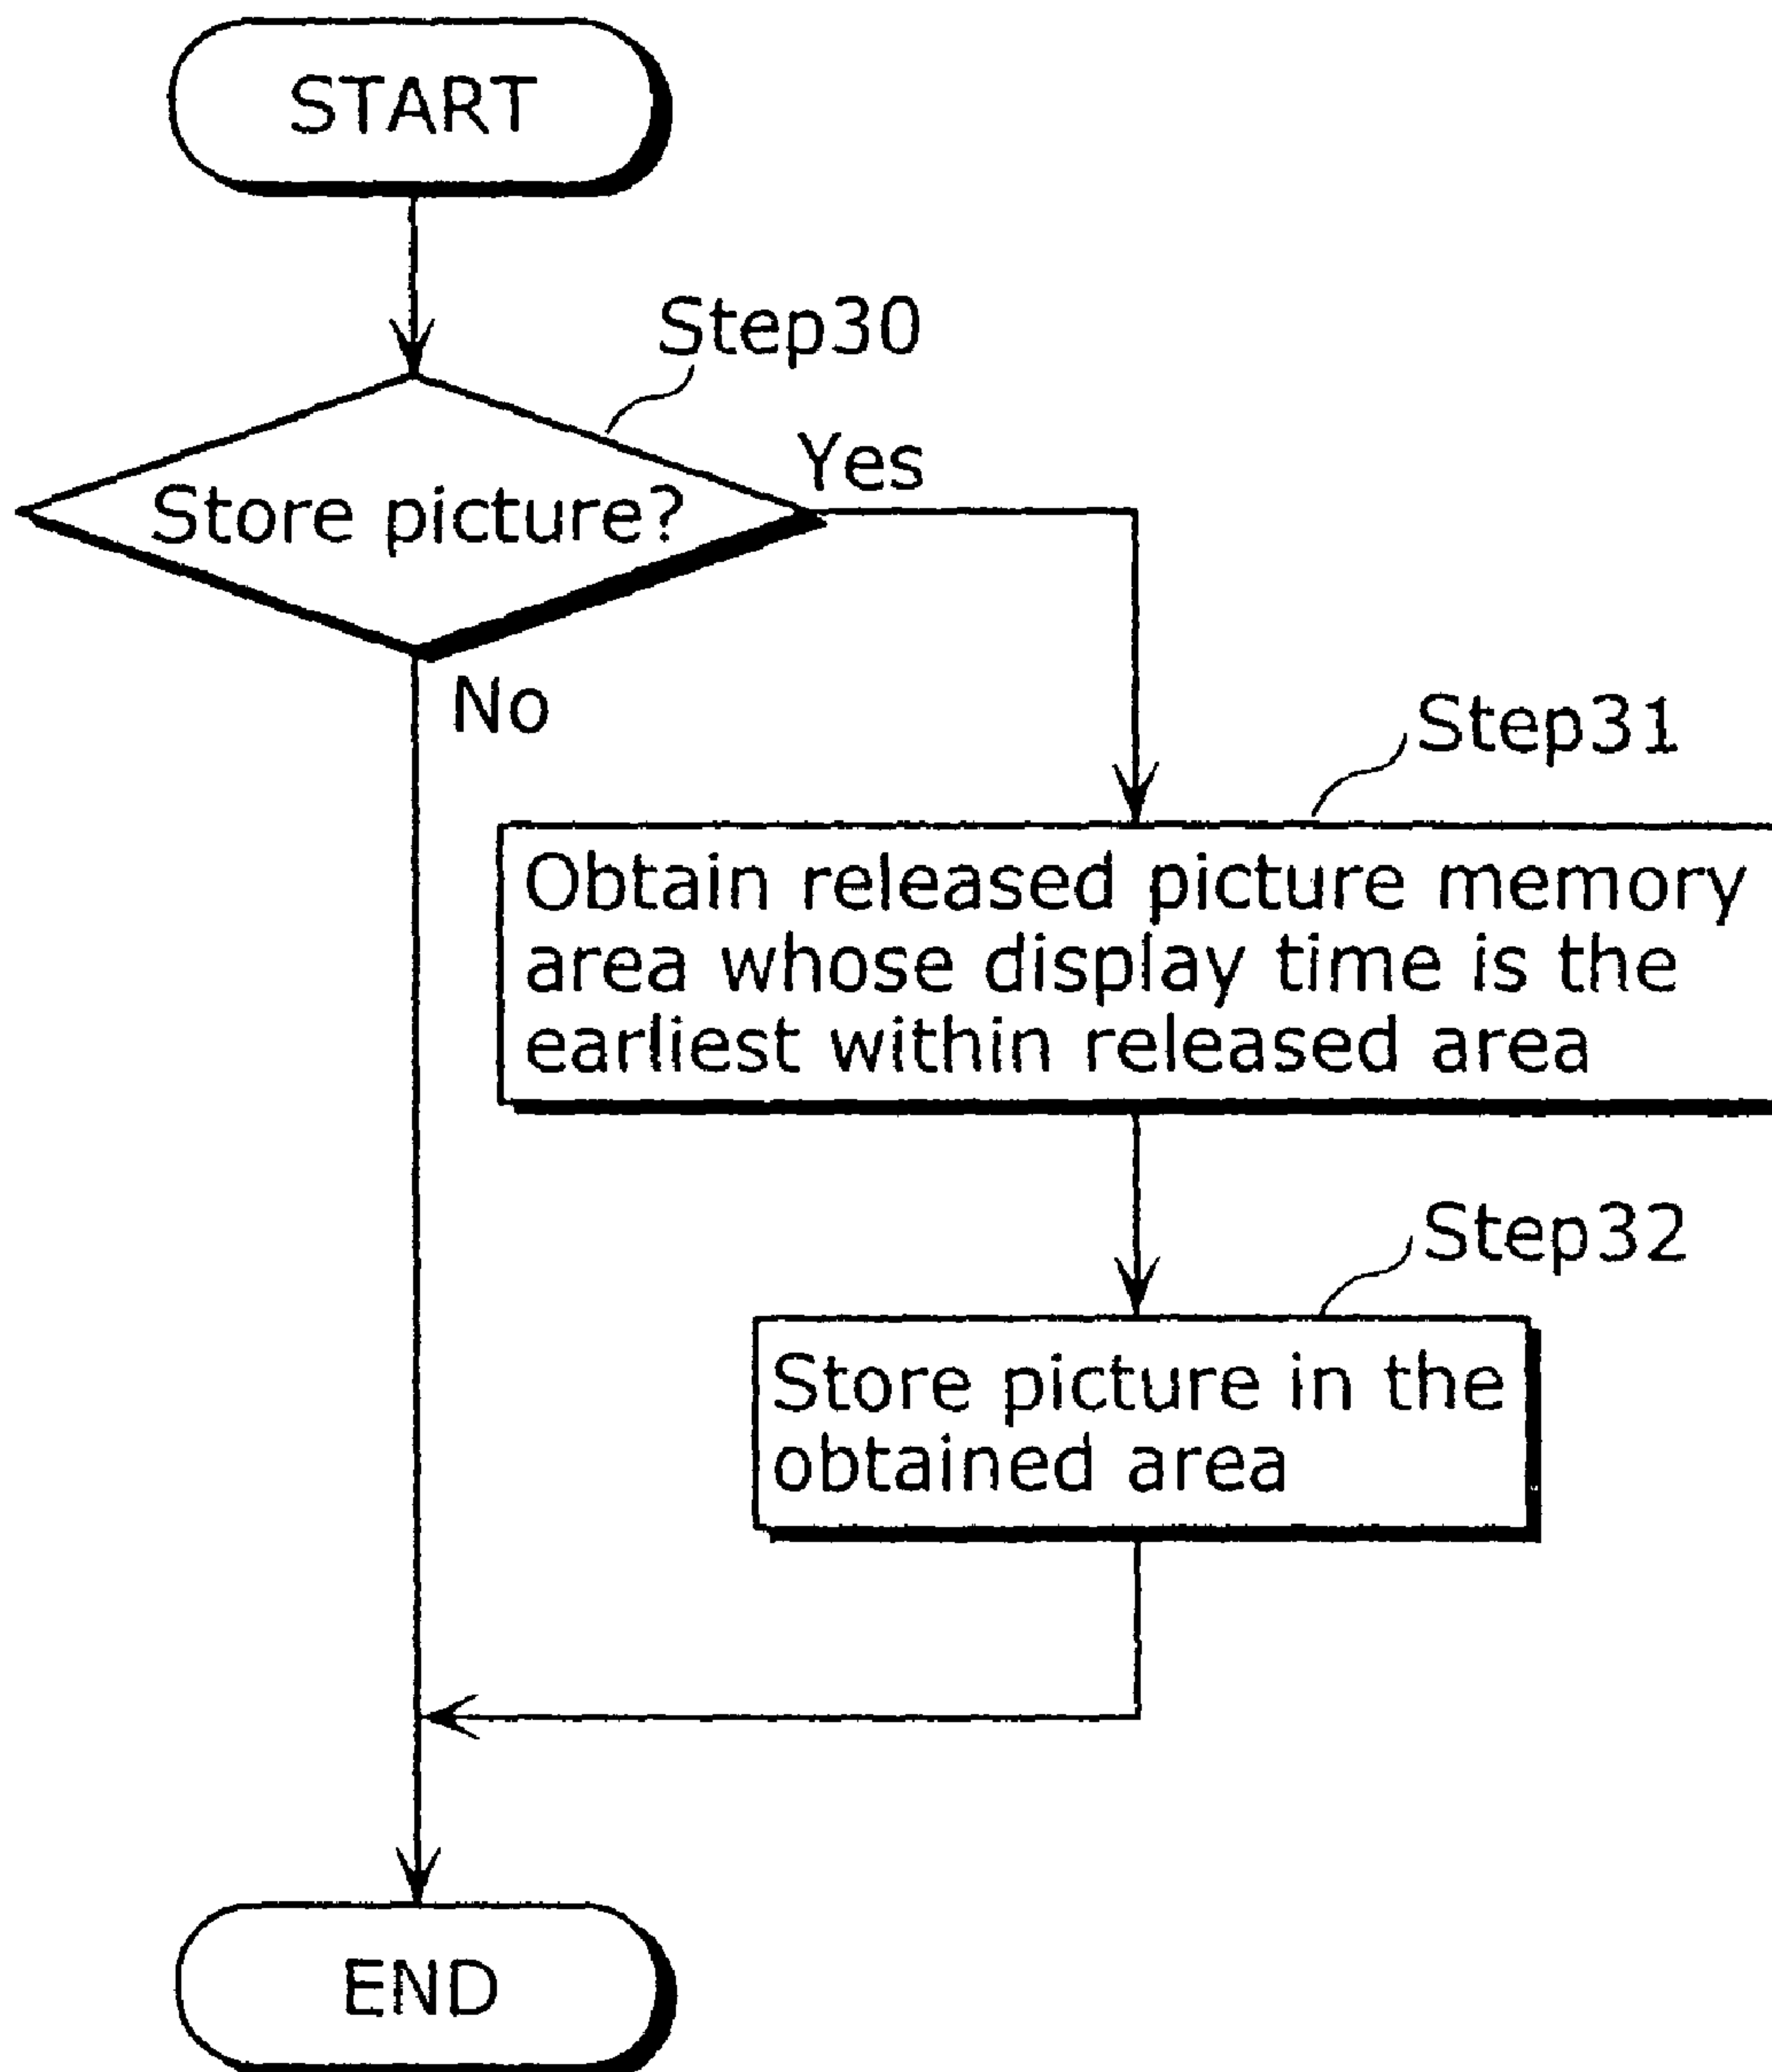 START
Step30
Yes
Store picture?
No
Step31
Obtain released picture memory
area whose display time is the
earliest within released area
Step32
Store picture in the
obtained area
END